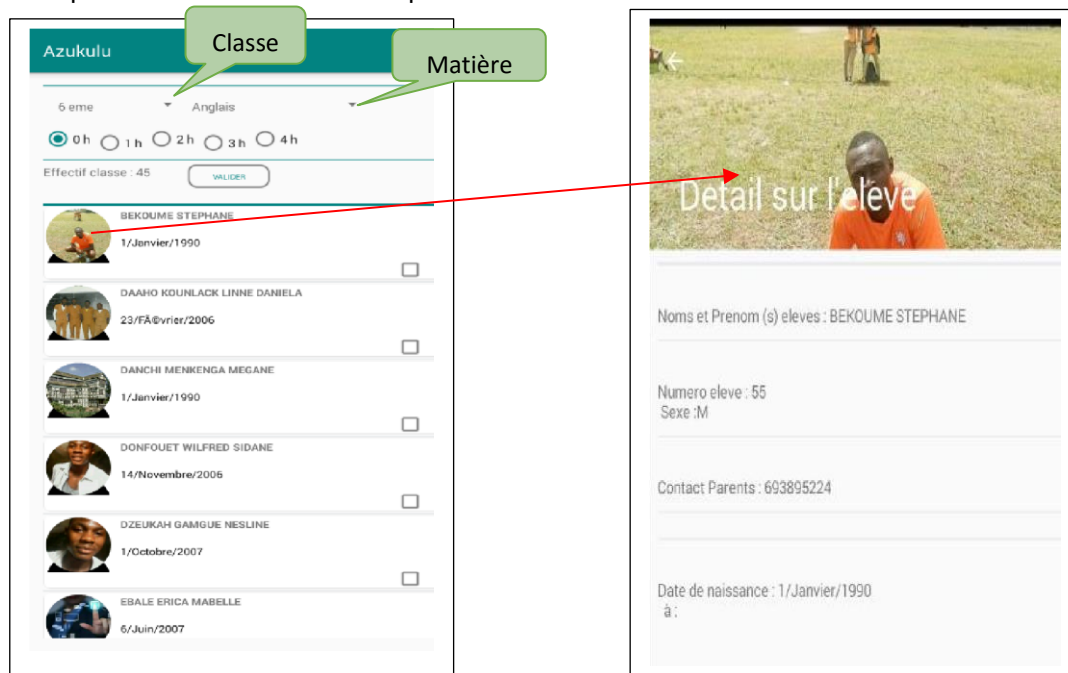 Azukulu
Classe
Matière
6 eme Anglais
0h 1h 2h 3h 4h
Effectif classe : 45 VALIDER
BEKOUME STEPHANE
1/Janvier/1990
DAAHO KOUNLACK LINNE DANIELA
23/FÃ©vrier/2006
DANCHI MENKENGA MEGANE
1/Janvier/1990
DONFOUET WILFRED SIDANE
14/Novembre/2006
DZEUKAH GAMGUE NESLINE
1/Octobre/2007
EBALE ERICA MABELLE
6/Juin/2007
Detail sur l'eleve
Noms et Prenom (s) eleves : BEKOUME STEPHANE
Numero eleve : 55
Sexe :M
Contact Parents : 693895224
Date de naissance : 1/Janvier/1990
à :